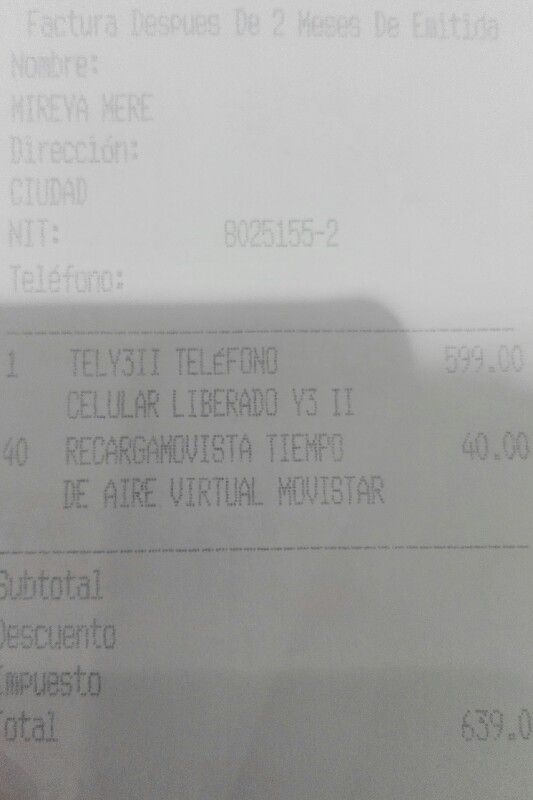 Factura Despues De 2 Meses De Emitida
Nombre:
MIREYA MERE
Dirección:
CIUDAD
NIT: 8025155-2
Teléfono:
1 TELY3II TELéFONO 599.00
CELULAR LIBERADO Y3 II
40 RECARGAMOVISTA TIEMPO 40.00
DE AIRE VIRTUAL MOVISTAR
Subtotal
Descuento
Impuesto
Total 639.0